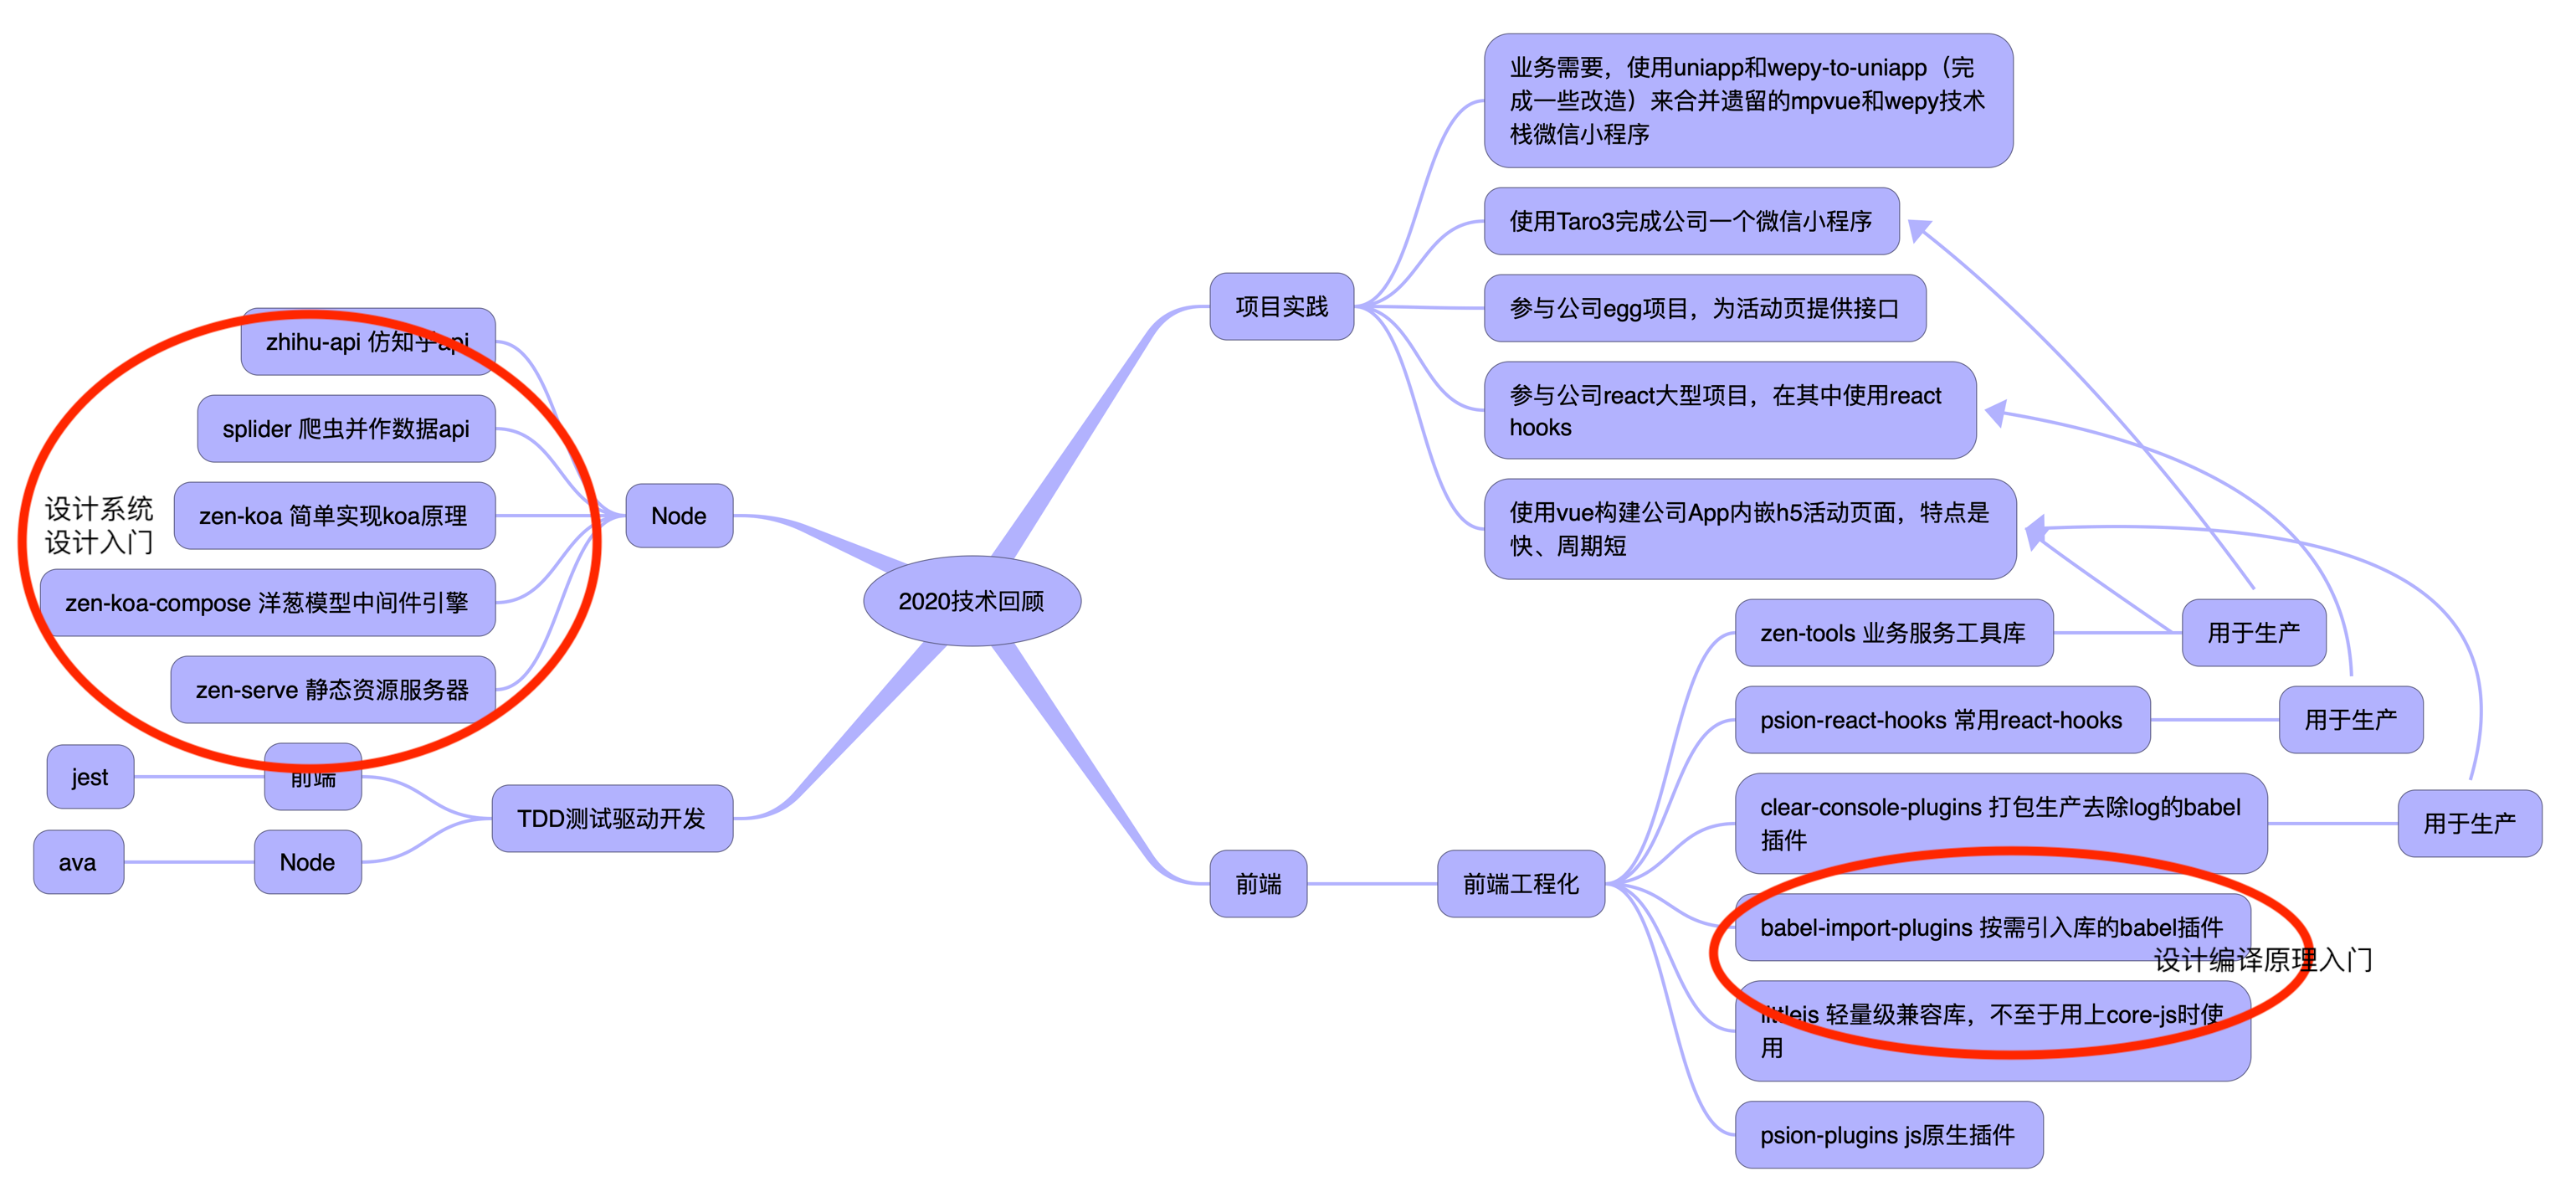 业务需要，使用uniapp和wepy-to-uniapp（完
成一些改造）来合并遗留的mpvue和wepy技术
栈微信小程序
使用Taro3完成公司一个微信小程序
项目实践
参与公司egg项目，为活动页提供接口
参与公司react大型项目，在其中使用react
hooks
使用vue构建公司App内嵌h5活动页面，特点是
快、周期短
zhihu-api 仿知乎api
splider 爬虫并作数据api
设计系统
设计入门
zen-koa 简单实现koa原理
Node
zen-koa-compose 洋葱模型中间件引擎
zen-serve 静态资源服务器
2020技术回顾
jest
前端
TDD测试驱动开发
ava
Node
前端
前端工程化
zen-tools 业务服务工具库
用于生产
psion-react-hooks 常用react-hooks
用于生产
clear-console-plugins 打包生产去除log的babel
插件
用于生产
babel-import-plugins 按需引入库的babel插件
设计编译原理入门
littlejs 轻量级兼容库，不至于用上core-js时使
用
psion-plugins js原生插件